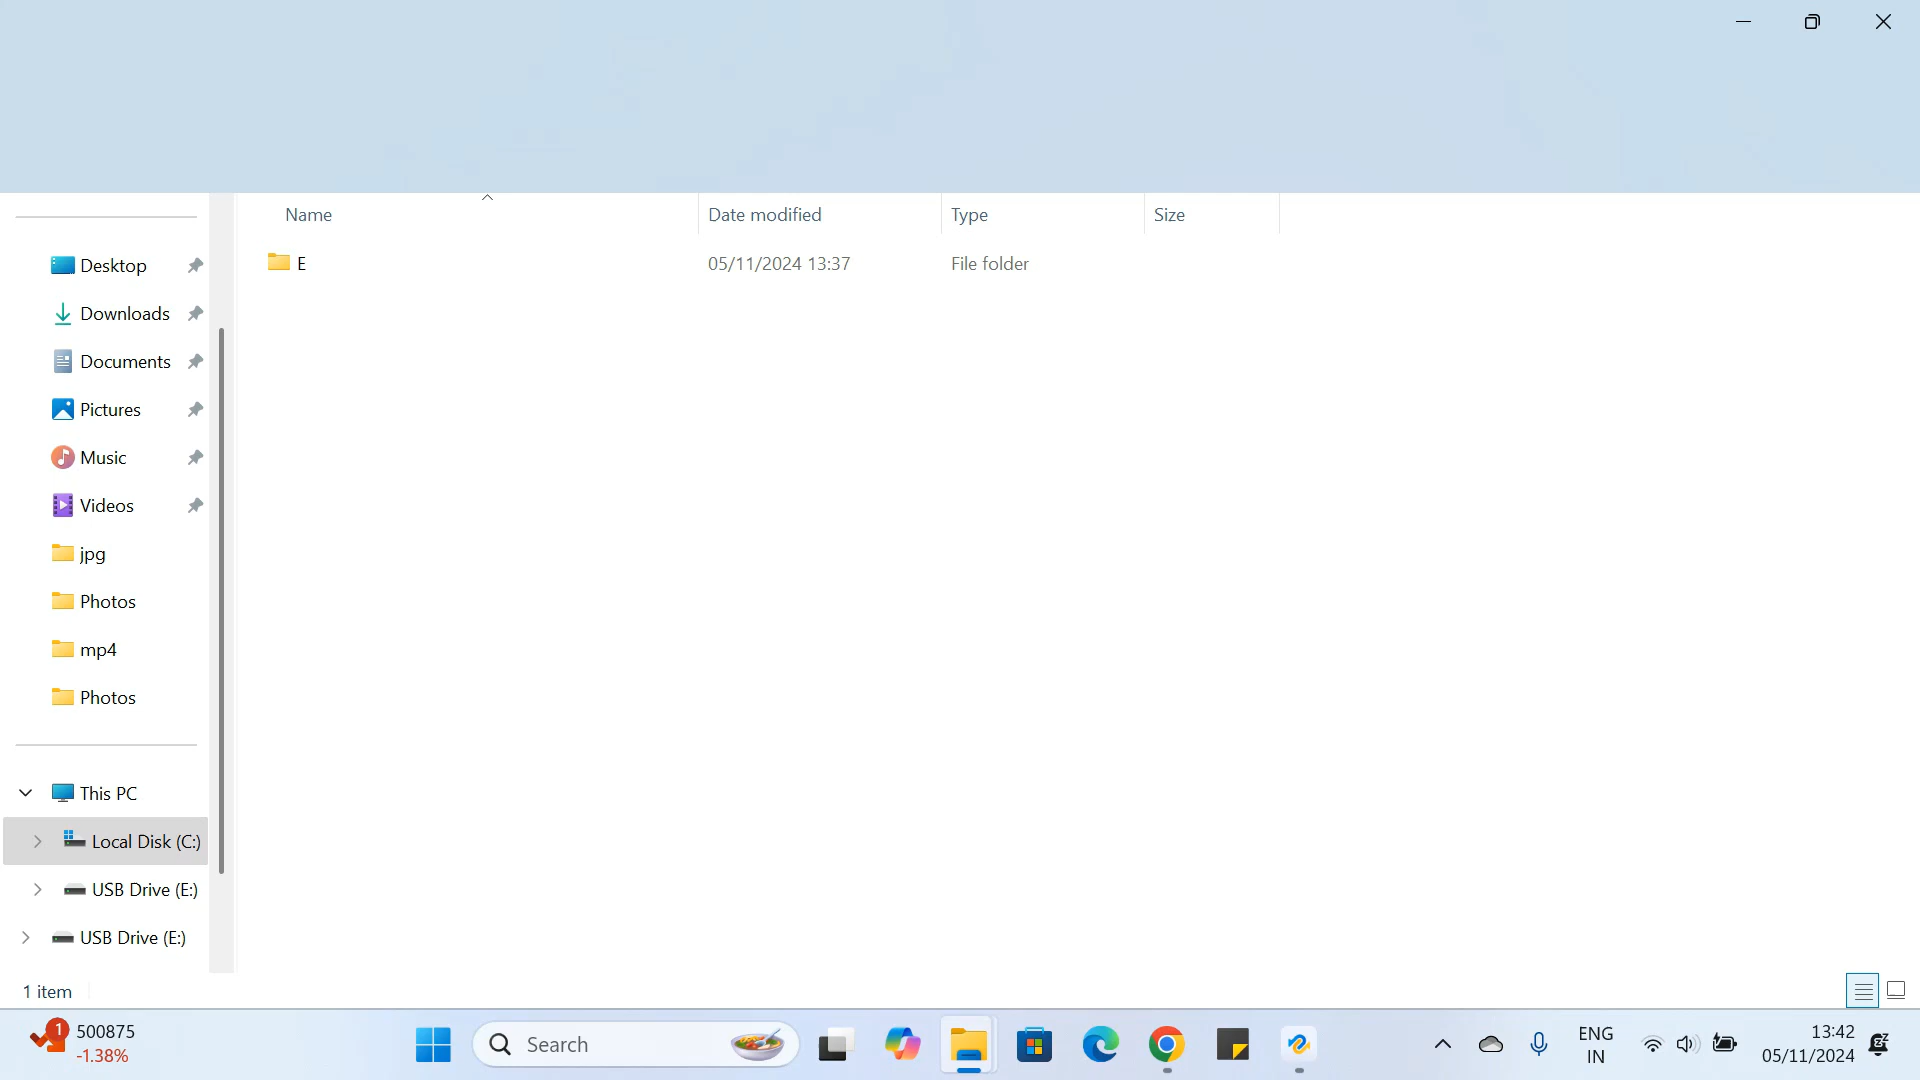 Name Date modified Type Size
E 05/11/2024 13:37 File folder
Desktop
Downloads
Documents
Pictures
Music
Videos
jpg
Photos
mp4
Photos
This PC
Local Disk (C:)
USB Drive (E:)
USB Drive (E:)
1 item
1 500875
-1.38%
Search
ENG
IN
13:42
05/11/2024